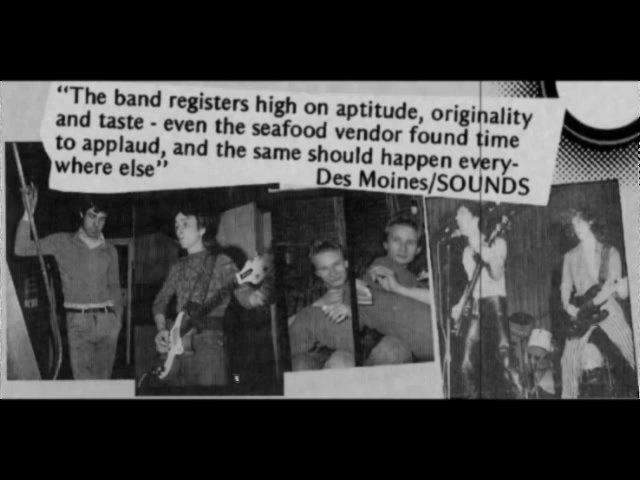 “The band registers high on aptitude, originality
and taste - even the seafood vendor found time
to applaud, and the same should happen every-
where else”
Des Moines/SOUNDS